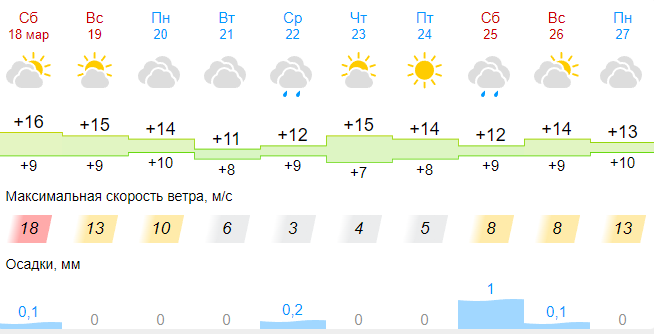 Сб Вс Пн Вт Ср Чт Пт Сб Вс Пн
18 мар 19 20 21 22 23 24 25 26 27
+16 +15 +14 +11 +12 +15 +14 +12 +14 +13
+9 +9 +10 +8 +9 +7 +8 +9 +9 +10
Максимальная скорость ветра, м/с
18 13 10 6 3 4 5 8 8 13
Осадки, мм
0,1 0 0 0 0,2 0 0 1 0,1 0